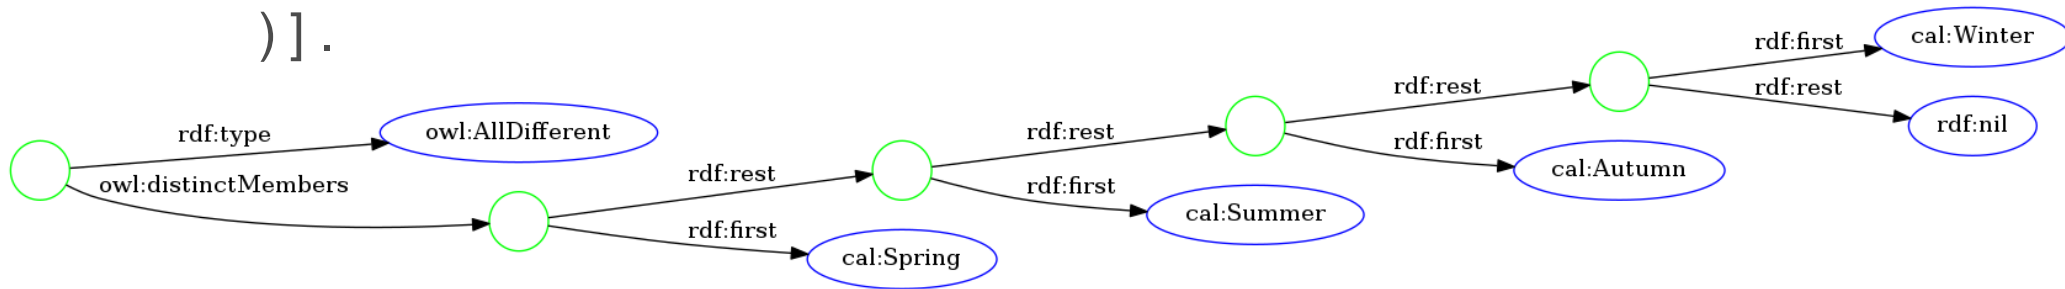 )].
cal:Winter
rdf:first
rdf:rest
rdf:rest
rdf:nil
rdf:type
owl:AllDifferent
rdf:rest
rdf:first
cal:Autumn
owl:distinctMembers
rdf:rest
rdf:first
cal:Summer
rdf:first
cal:Spring